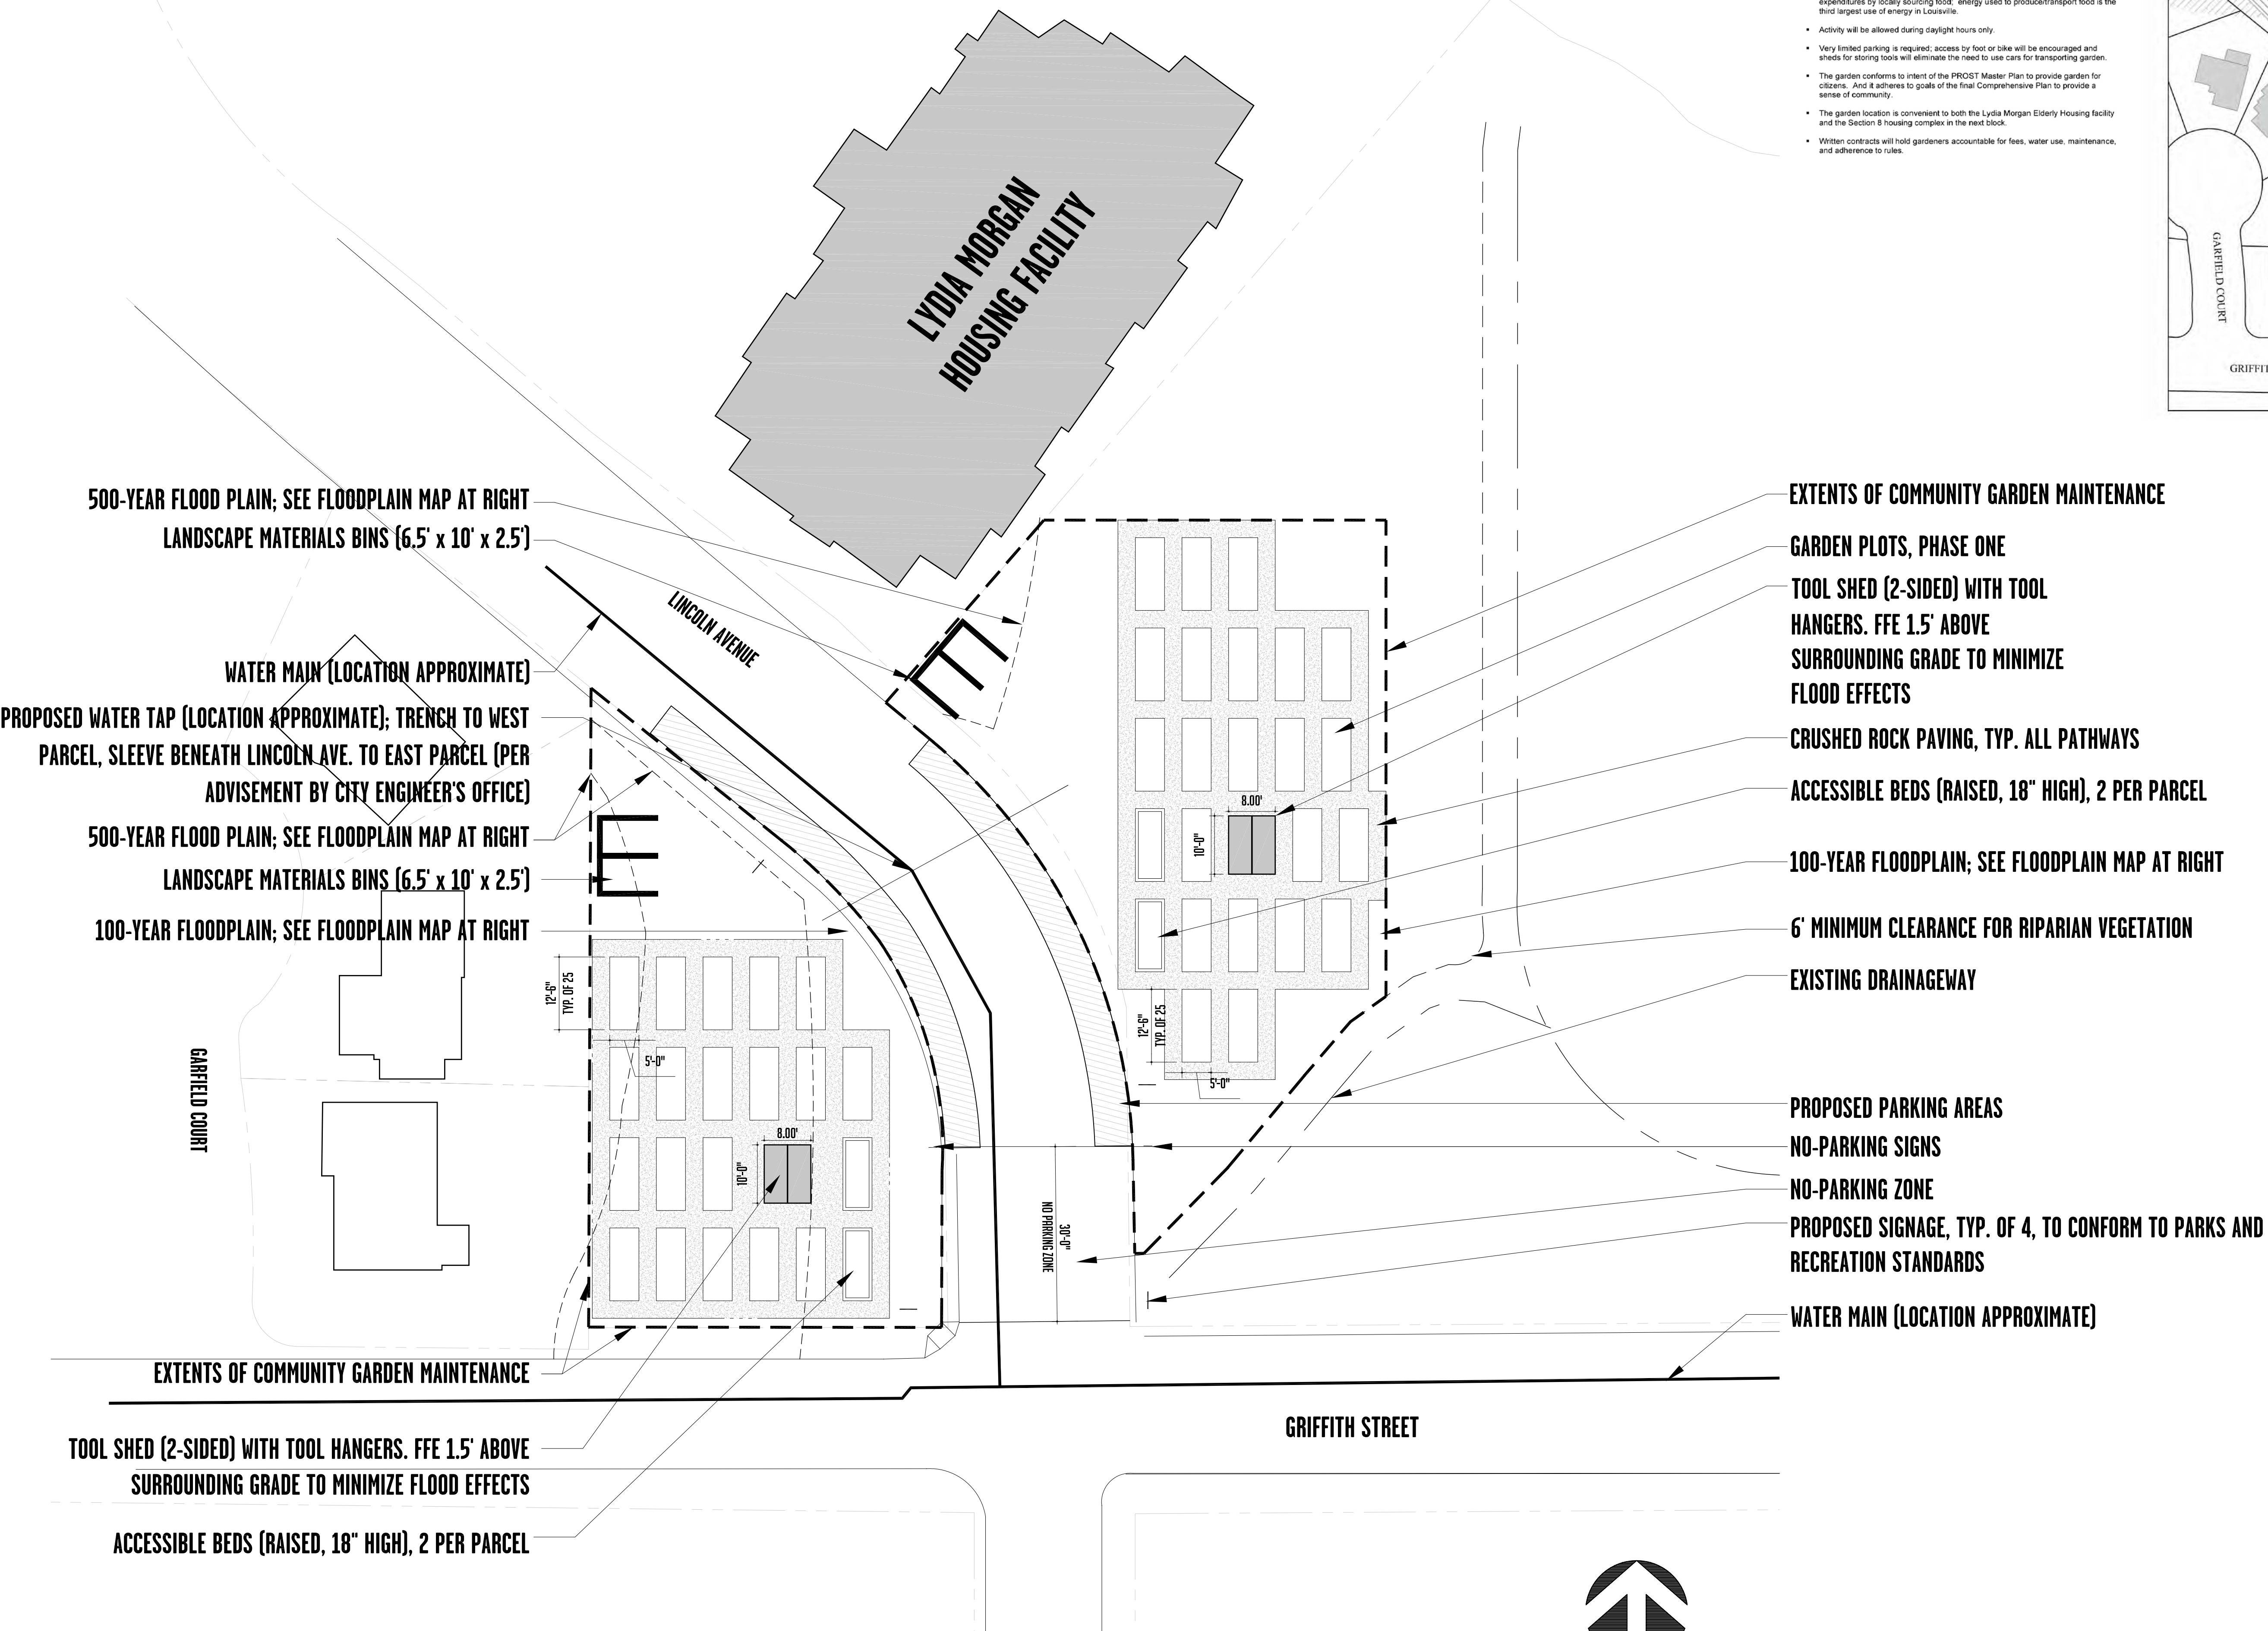 expenditures by locally sourcing food; energy used to produce/transport food is the
third largest use of energy in Louisville.
▪ Activity will be allowed during daylight hours only.
▪ Very limited parking is required; access by foot or bike will be encouraged and
sheds for storing tools will eliminate the need to use cars for transporting garden.
▪ The garden conforms to intent of the PROST Master Plan to provide garden for
citizens. And it adheres to goals of the final Comprehensive Plan to provide a
sense of community.
▪ The garden location is convenient to both the Lydia Morgan Elderly Housing facility
and the Section 8 housing complex in the next block.
▪ Written contracts will hold gardeners accountable for fees, water use, maintenance,
and adherence to rules.
GARFIELD COURT
GRIFFIT
LYDIA MORGAN
HOUSING FACILITY
500-YEAR FLOOD PLAIN; SEE FLOODPLAIN MAP AT RIGHT
LANDSCAPE MATERIALS BINS (6.5' x 10' x 2.5')
LINCOLN AVENUE
WATER MAIN (LOCATION APPROXIMATE)
PROPOSED WATER TAP (LOCATION APPROXIMATE); TRENCH TO WEST
PARCEL, SLEEVE BENEATH LINCOLN AVE. TO EAST PARCEL (PER
ADVISEMENT BY CITY ENGINEER'S OFFICE)
500-YEAR FLOOD PLAIN; SEE FLOODPLAIN MAP AT RIGHT
LANDSCAPE MATERIALS BINS (6.5' x 10' x 2.5')
100-YEAR FLOODPLAIN; SEE FLOODPLAIN MAP AT RIGHT
12'-6"
TYP. OF 25
5'-0"
8.00'
10'-0"
GARFIELD COURT
EXTENTS OF COMMUNITY GARDEN MAINTENANCE
TOOL SHED (2-SIDED) WITH TOOL HANGERS. FFE 1.5' ABOVE
SURROUNDING GRADE TO MINIMIZE FLOOD EFFECTS
ACCESSIBLE BEDS (RAISED, 18" HIGH), 2 PER PARCEL
8.00'
10'-0"
12'-6"
TYP. OF 25
5'-0"
30'-0"
NO PARKING ZONE
GRIFFITH STREET
EXTENTS OF COMMUNITY GARDEN MAINTENANCE
GARDEN PLOTS, PHASE ONE
TOOL SHED (2-SIDED) WITH TOOL
HANGERS. FFE 1.5' ABOVE
SURROUNDING GRADE TO MINIMIZE
FLOOD EFFECTS
CRUSHED ROCK PAVING, TYP. ALL PATHWAYS
ACCESSIBLE BEDS (RAISED, 18" HIGH), 2 PER PARCEL
100-YEAR FLOODPLAIN; SEE FLOODPLAIN MAP AT RIGHT
6' MINIMUM CLEARANCE FOR RIPARIAN VEGETATION
EXISTING DRAINAGEWAY
PROPOSED PARKING AREAS
NO-PARKING SIGNS
NO-PARKING ZONE
PROPOSED SIGNAGE, TYP. OF 4, TO CONFORM TO PARKS AND
RECREATION STANDARDS
WATER MAIN (LOCATION APPROXIMATE)